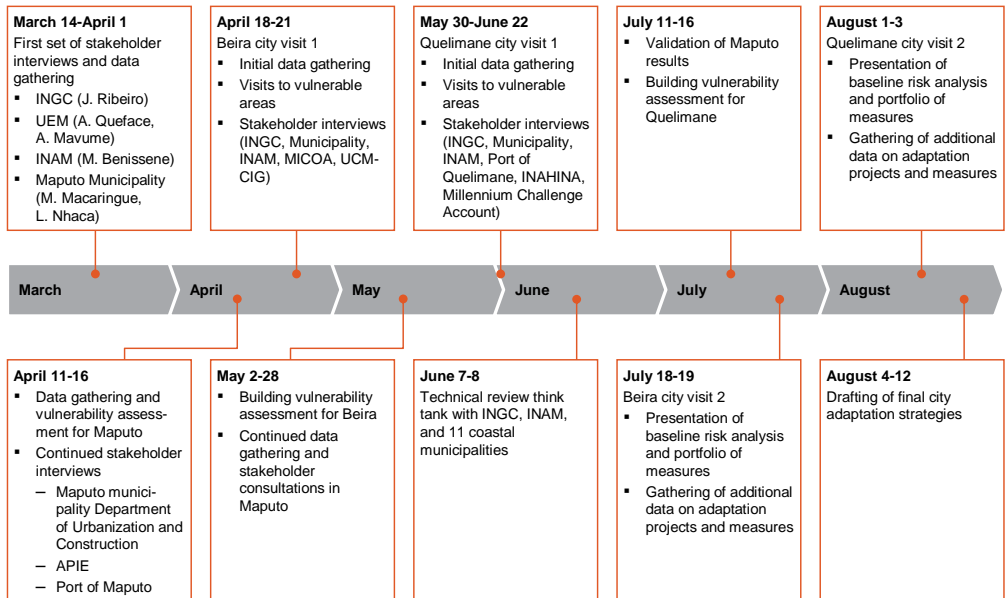 March 14-April 1
First set of stakeholder
interviews and data
gathering
▪ INGC (J. Ribeiro)
▪ UEM (A. Queface,
A. Mavume)
▪ INAM (M. Benissene)
▪ Maputo Municipality
(M. Macaringue,
L. Nhaca)
April 18-21
Beira city visit 1
▪ Initial data gathering
▪ Visits to vulnerable
areas
▪ Stakeholder interviews
(INGC, Municipality,
INAM, MICOA, UCM-
CIG)
May 30-June 22
Quelimane city visit 1
▪ Initial data gathering
▪ Visits to vulnerable
areas
▪ Stakeholder interviews
(INGC, Municipality,
INAM, Port of
Quelimane, INAHINA,
Millennium Challenge
Account)
July 11-16
▪ Validation of Maputo
results
▪ Building vulnerability
assessment for
Quelimane
August 1-3
Quelimane city visit 2
▪ Presentation of
baseline risk analysis
and portfolio of
measures
▪ Gathering of additional
data on adaptation
projects and measures
March
April
May
June
July
August
April 11-16
▪ Data gathering and
vulnerability assess-
ment for Maputo
▪ Continued stakeholder
interviews
– Maputo munici-
pality Department
of Urbanization and
Construction
– APIE
– Port of Maputo
May 2-28
▪ Building vulnerability
assessment for Beira
▪ Continued data
gathering and
stakeholder
consultations in
Maputo
June 7-8
Technical review think
tank with INGC, INAM,
and 11 coastal
municipalities
July 18-19
Beira city visit 2
▪ Presentation of
baseline risk analysis
and portfolio of
measures
▪ Gathering of additional
data on adaptation
projects and measures
August 4-12
Drafting of final city
adaptation strategies